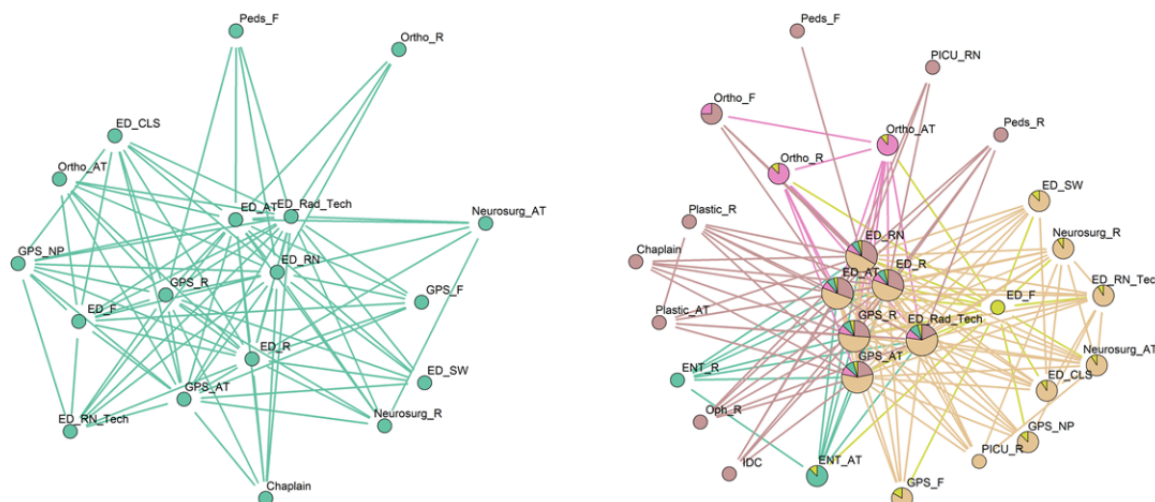 Peds_F
Ortho_R
ED_CLS
Ortho_AT
ED_AT
ED_Rad_Tech
Neurosurg_AT
GPS_NP
ED_RN
GPS_R
GPS_F
ED_F
ED_R
ED_SW
GPS_AT
ED_RN_Tech
Neurosurg_R
Chaplain
Peds_F
PICU_RN
Ortho_F
Ortho_AT
Peds_R
Ortho_R
ED_SW
Plastic_R
Neurosurg_R
ED_RN
Chaplain
ED_R
ED_AT
ED_RN_Tec
ED_F
Plastic_AT
GPS_R
ED_Rad_Tech
Neurosurg_AT
GPS_AT
ENT_R
ED_CLS
Oph_R
GPS_NP
PICU_R
IDC
ENT_AT
GPS_F